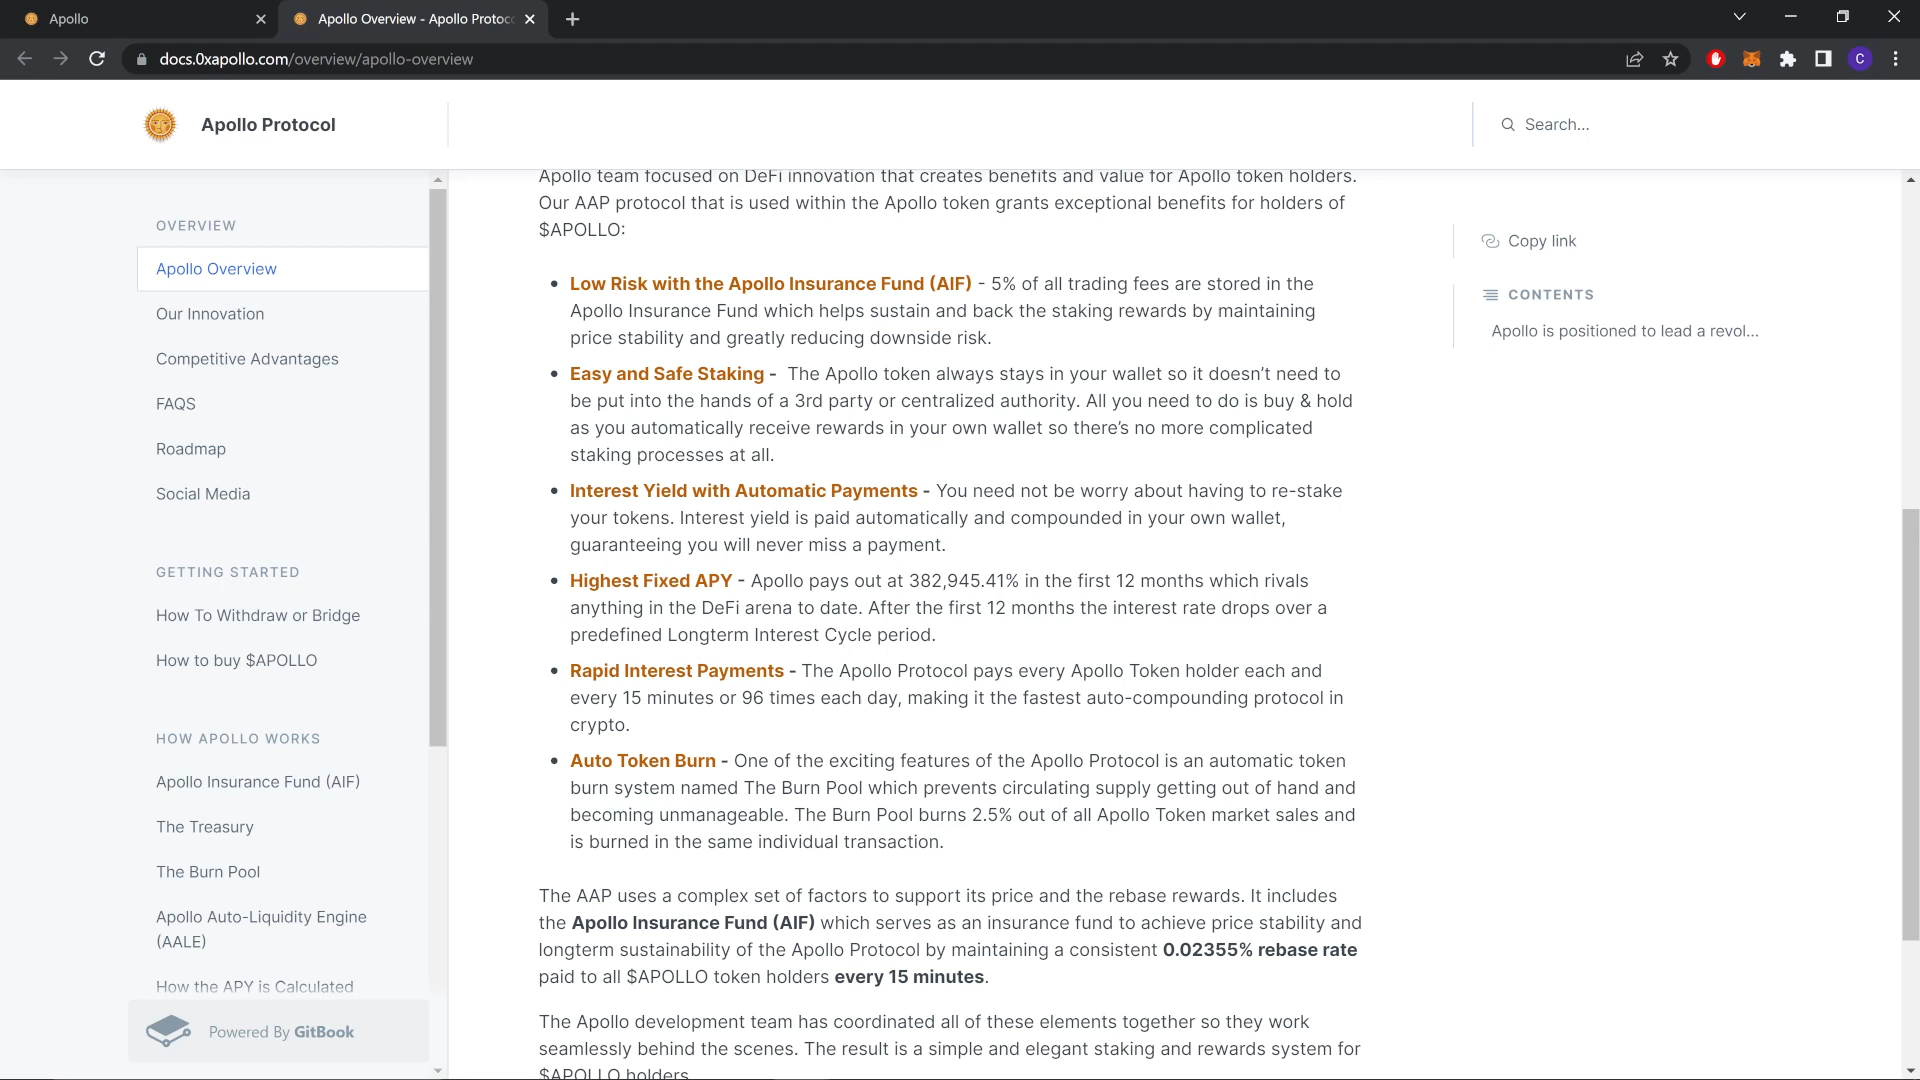 Apollo
Apollo Overview - Apollo Protoc
docs.0xapollo.com/overview/apollo-overview
C
Apollo Protocol
Search...
OVERVIEW
Apollo Overview
Our Innovation
Competitive Advantages
FAQS
Roadmap
Social Media
GETTING STARTED
How To Withdraw or Bridge
How to buy $APOLLO
HOW APOLLO WORKS
Apollo Insurance Fund (AIF)
The Treasury
The Burn Pool
Apollo Auto-Liquidity Engine
(AALE)
How the APY is Calculated
Powered By GitBook
Apollo team focused on DeFi innovation that creates benefits and value for Apollo token holders.
Our AAP protocol that is used within the Apollo token grants exceptional benefits for holders of
$APOLLO:
• Low Risk with the Apollo Insurance Fund (AIF) - 5% of all trading fees are stored in the
Apollo Insurance Fund which helps sustain and back the staking rewards by maintaining
price stability and greatly reducing downside risk.
• Easy and Safe Staking - The Apollo token always stays in your wallet so it doesn't need to
be put into the hands of a 3rd party or centralized authority. All you need to do is buy & hold
as you automatically receive rewards in your own wallet so there's no more complicated
staking processes at all.
• Interest Yield with Automatic Payments - You need not be worry about having to re-stake
your tokens. Interest yield is paid automatically and compounded in your own wallet,
guaranteeing you will never miss a payment.
• Highest Fixed APY - Apollo pays out at 382,945.41% in the first 12 months which rivals
anything in the DeFi arena to date. After the first 12 months the interest rate drops over a
predefined Longterm Interest Cycle period.
• Rapid Interest Payments - The Apollo Protocol pays every Apollo Token holder each and
every 15 minutes or 96 times each day, making it the fastest auto-compounding protocol in
crypto.
• Auto Token Burn - One of the exciting features of the Apollo Protocol is an automatic token
burn system named The Burn Pool which prevents circulating supply getting out of hand and
becoming unmanageable. The Burn Pool burns 2.5% out of all Apollo Token market sales and
is burned in the same individual transaction.
The AAP uses a complex set of factors to support its price and the rebase rewards. It includes
the Apollo Insurance Fund (AIF) which serves as an insurance fund to achieve price stability and
longterm sustainability of the Apollo Protocol by maintaining a consistent 0.02355% rebase rate
paid to all $APOLLO token holders every 15 minutes.
The Apollo development team has coordinated all of these elements together so they work
seamlessly behind the scenes. The result is a simple and elegant staking and rewards system for
$APOLLO holders
Copy link
CONTENTS
Apollo is positioned to lead a revol...